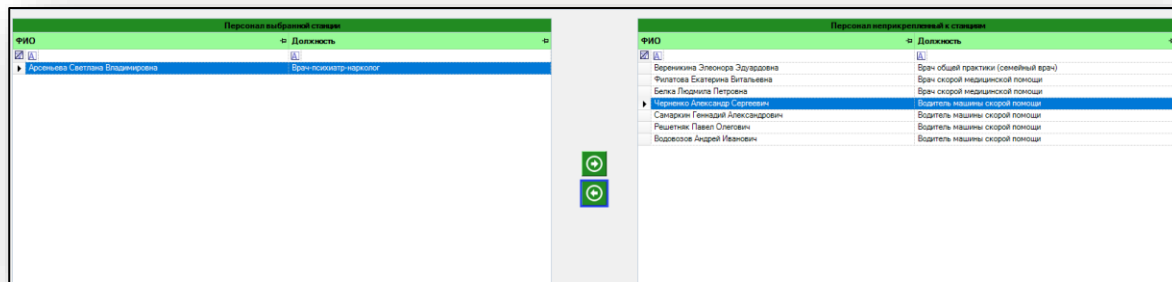 Персонал выбранной станции
ФИО Должность
Арсеньева Светлана Владимировна Врач-психиатр-нарколог
Персонал неприкрепленный к станциям
ФИО Должность
Вереникина Элеонора Эдуардовна Врач общей практики (семейный врач)
Филатова Екатерина Витальевна Врач скорой медицинской помощи
Белка Людмила Петровна Врач скорой медицинской помощи
Черненко Александр Сергеевич Водитель машины скорой помощи
Самаркин Геннадий Александрович Водитель машины скорой помощи
Решетняк Павел Олегович Водитель машины скорой помощи
Водовозов Андрей Иванович Водитель машины скорой помощи